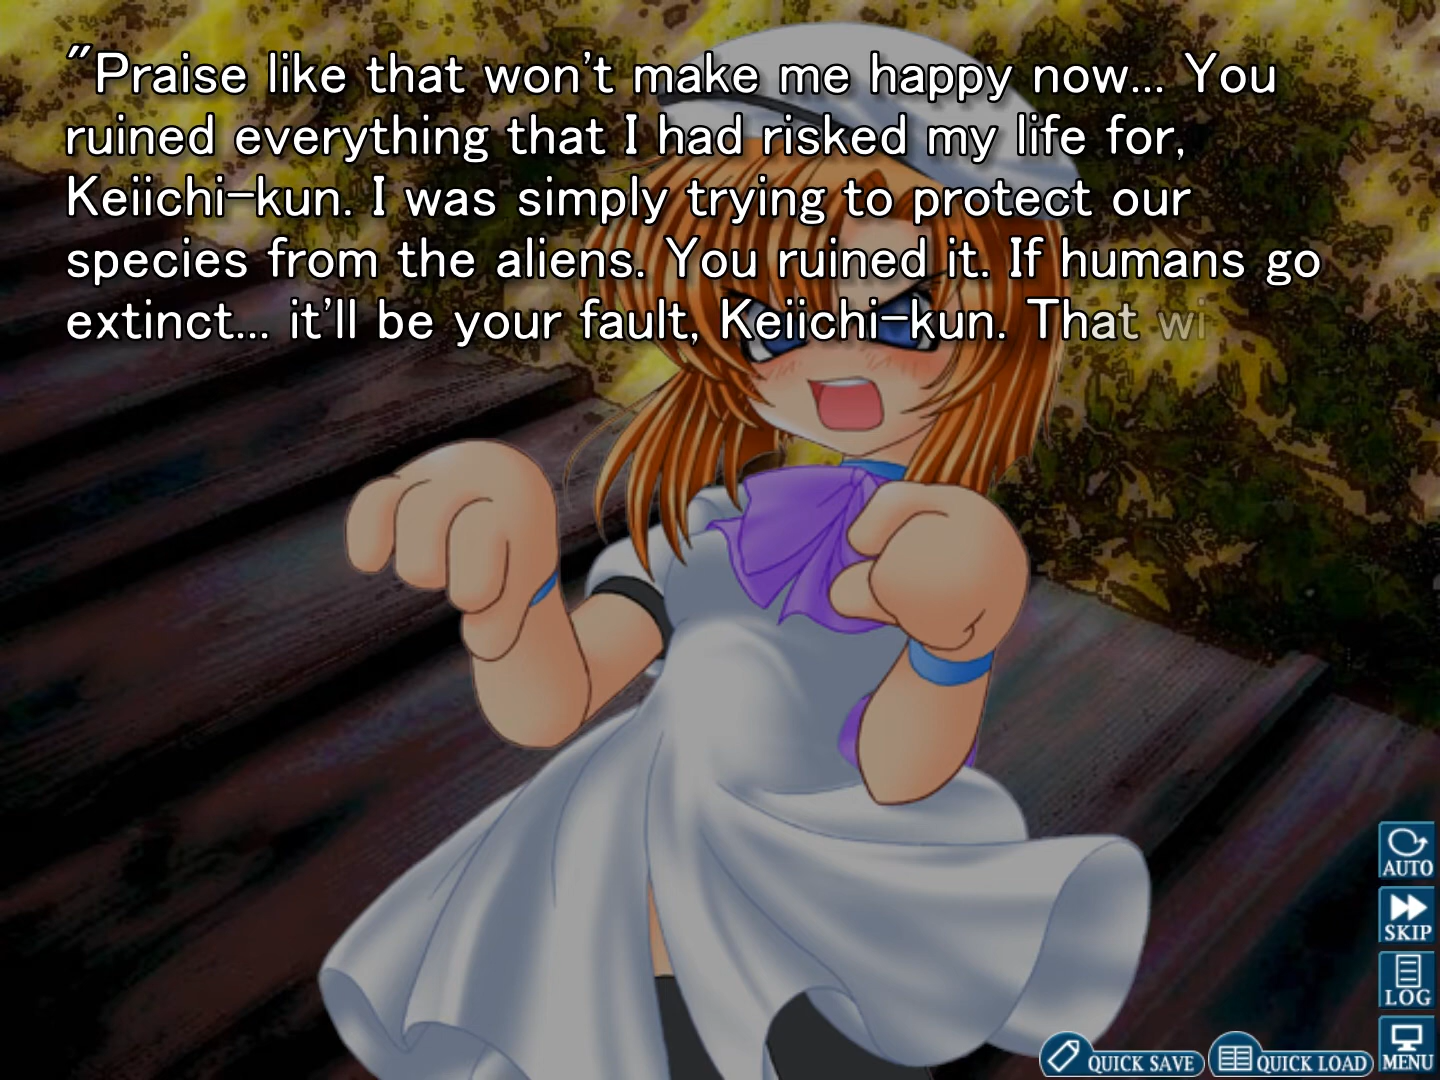 "Praise like that won't make me happy now... You
ruined everything that I had risked my life for,
Keiichi-kun. I was simply trying to protect our
species from the aliens. You ruined it. If humans go
extinct... it'll be your fault, Keiichi-kun. That wi
AUTO
SKIP
LOG
MENU
QUICK SAVE
QUICK LOAD